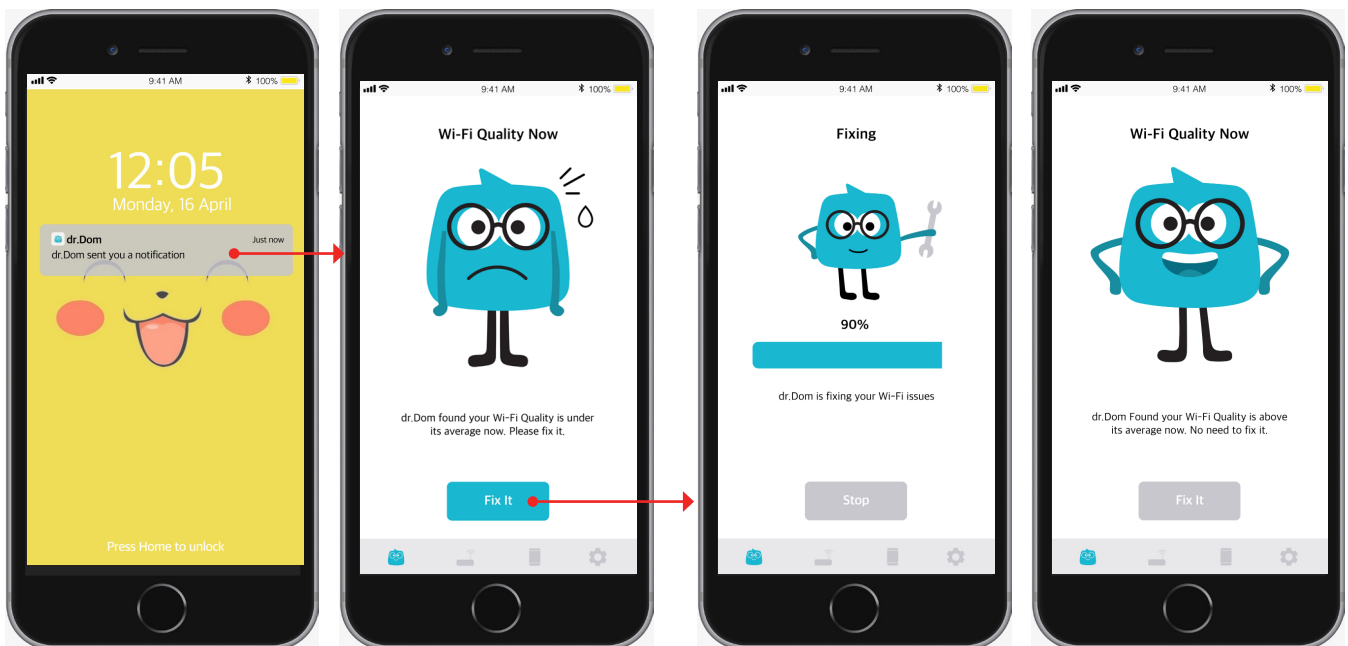 9:41 AM
100%
12:05
Monday, 16 April
dr.Dom
Just now
dr.Dom sent you a notification
Press Home to unlock
9:41 AM
100%
Wi-Fi Quality Now
dr.Dom found your Wi-Fi Quality is under
its average now. Please fix it.
Fix It
9:41 AM
100%
Fixing
90%
dr.Dom is fixing your Wi-Fi issues
Stop
9:41 AM
100%
Wi-Fi Quality Now
dr.Dom Found your Wi-Fi Quality is above
its average now. No need to fix it.
Fix It